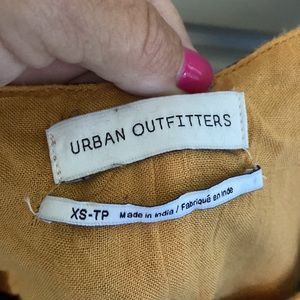 URBAN OUTFITTERS
XS-TP Made in India / Fabriqué en Inde